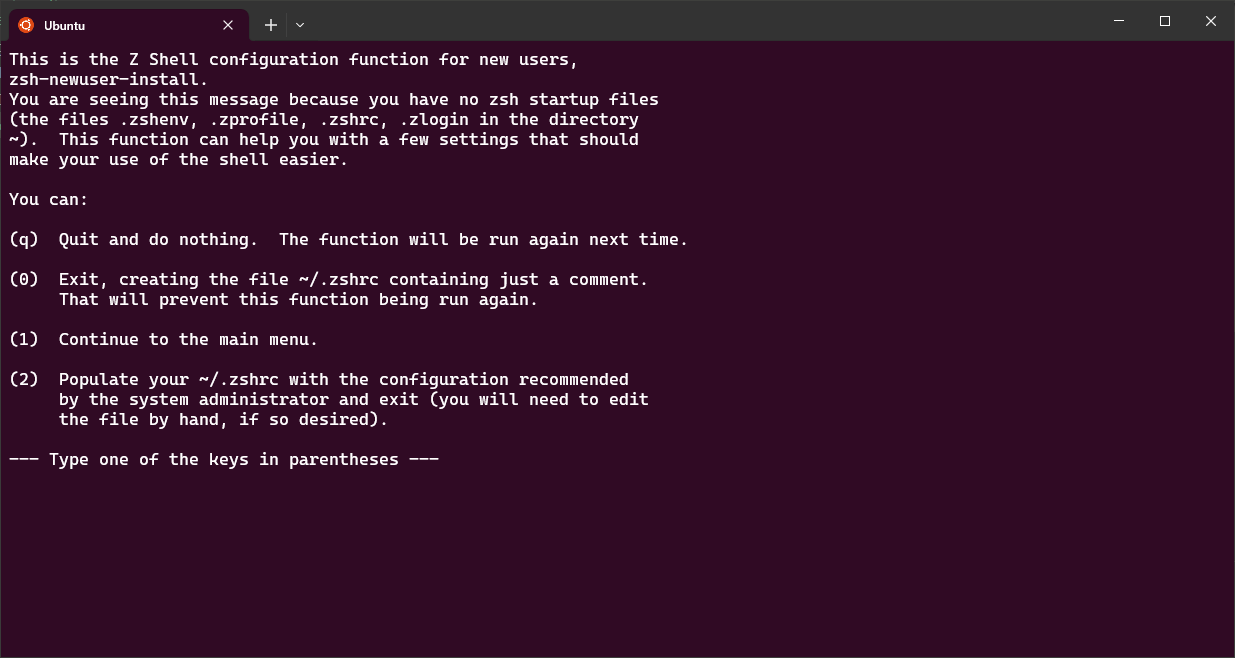 Ubuntu
This is the Z Shell configuration function for new users,
zsh-newuser-install.
You are seeing this message because you have no zsh startup files
(the files .zshenv, .zprofile, .zshrc, .zlogin in the directory
~).  This function can help you with a few settings that should
make your use of the shell easier.

You can:

(q)  Quit and do nothing.  The function will be run again next time.

(0)  Exit, creating the file ~/.zshrc containing just a comment.
     That will prevent this function being run again.

(1)  Continue to the main menu.

(2)  Populate your ~/.zshrc with the configuration recommended
     by the system administrator and exit (you will need to edit
     the file by hand, if so desired).

--- Type one of the keys in parentheses ---